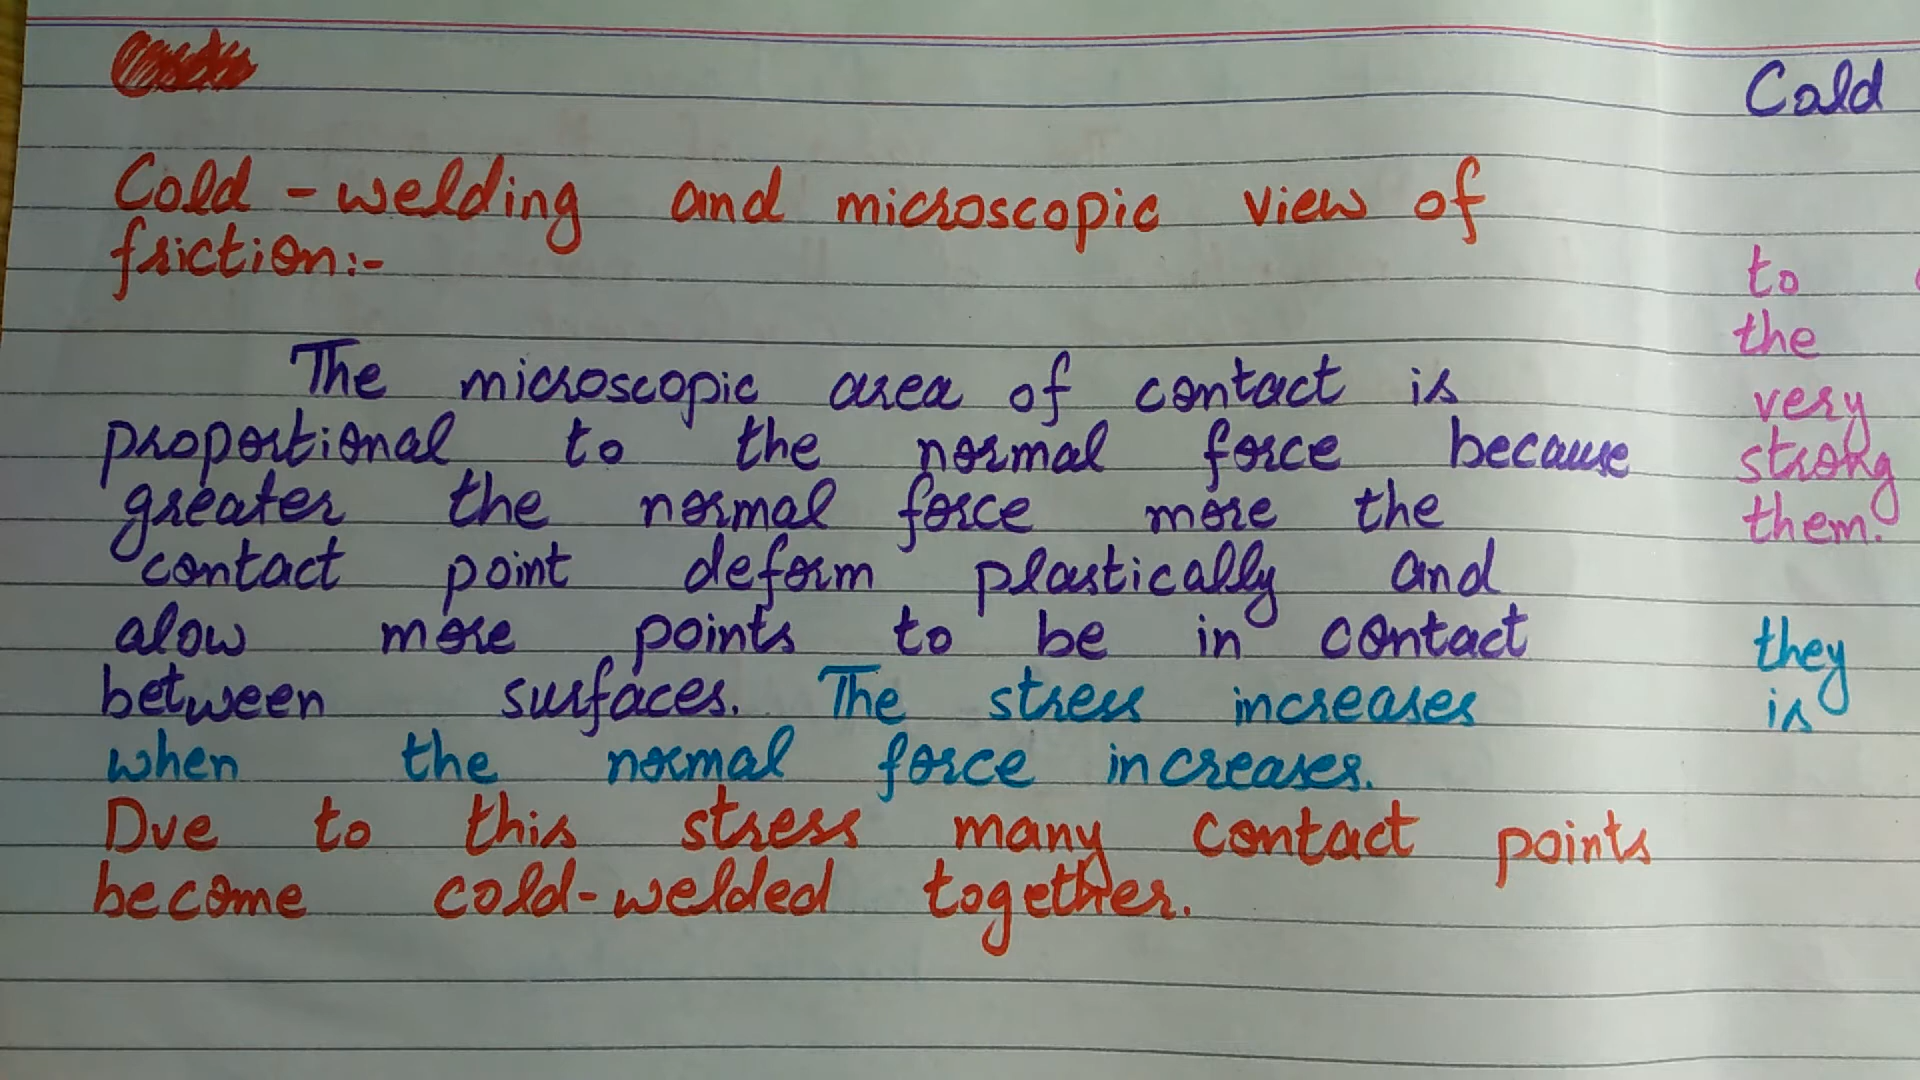 Cold - welding and microscopic view of
friction:-
The microscopic area of contact is
proportional to the normal force because
greater the normal force more the
contact point deform plastically and
alow more points to be in contact
between surfaces. The stress increases
when the normal force increases.
Due to this stress many contact points
become cold-welded together.
Cold
to
the
very
strong
them.
they
is